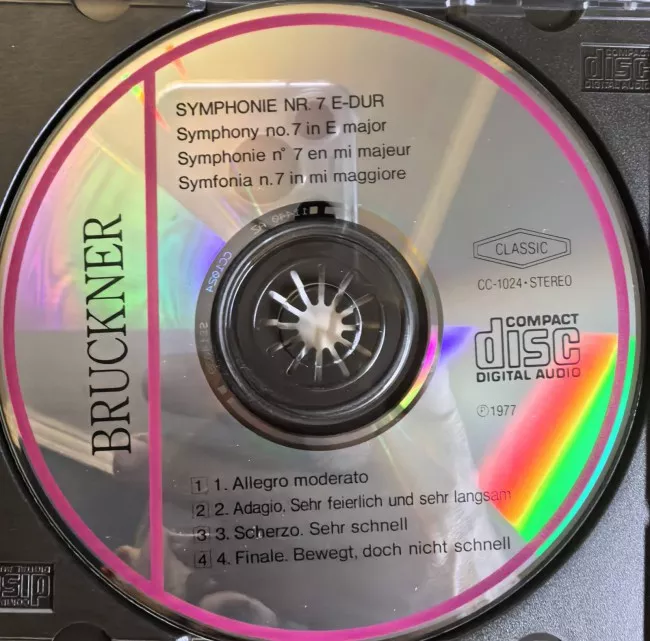 SYMPHONIE NR. 7 E-DUR
Symphony no. 7 in E major
Symphonie n° 7 en mi majeur
Symfonia n. 7 in mi maggiore
BRUCKNER
CLASSIC
CC-1024 • STEREO
COMPACT
disc
DIGITAL AUDIO
℗ 1977
1 1. Allegro moderato
2 2. Adagio, Sehr feierlich und sehr langsam
3 3. Scherzo. Sehr schnell
4 4. Finale. Bewegt, doch nicht schnell
COMPACT
disc
DIGITAL AUDIO
CC1024